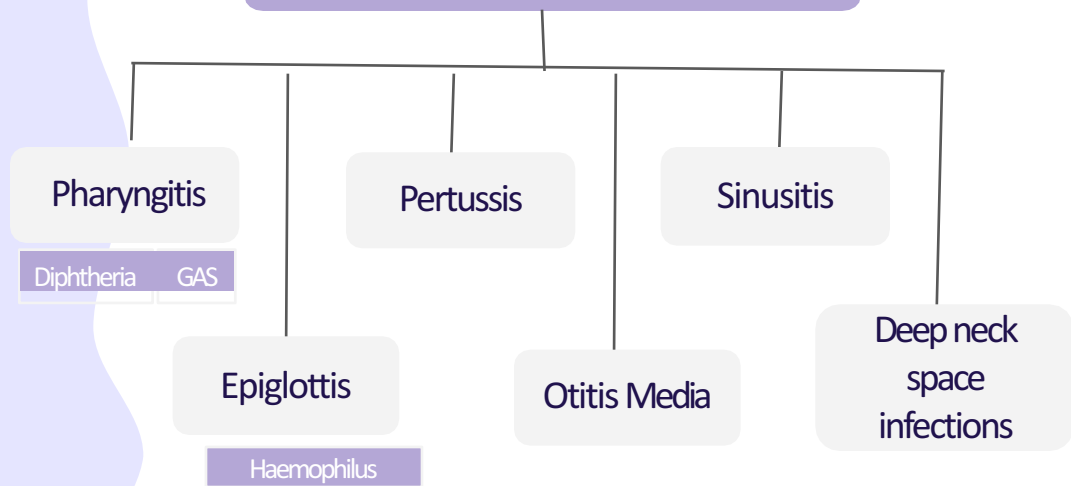 Pharyngitis
Pertussis
Sinusitis
Diphtheria
GAS
Epiglottis
Otitis Media
Deep neck
space
infections
Haemophilus